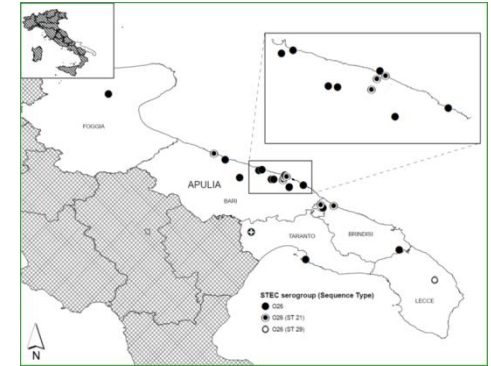 FOGGIA
APULIA
BARI
TARANTO
BRINDISI
LECCE
STEC serogroup (Sequence Type)
O26
O26 (ST 21)
O26 (ST 29)
N